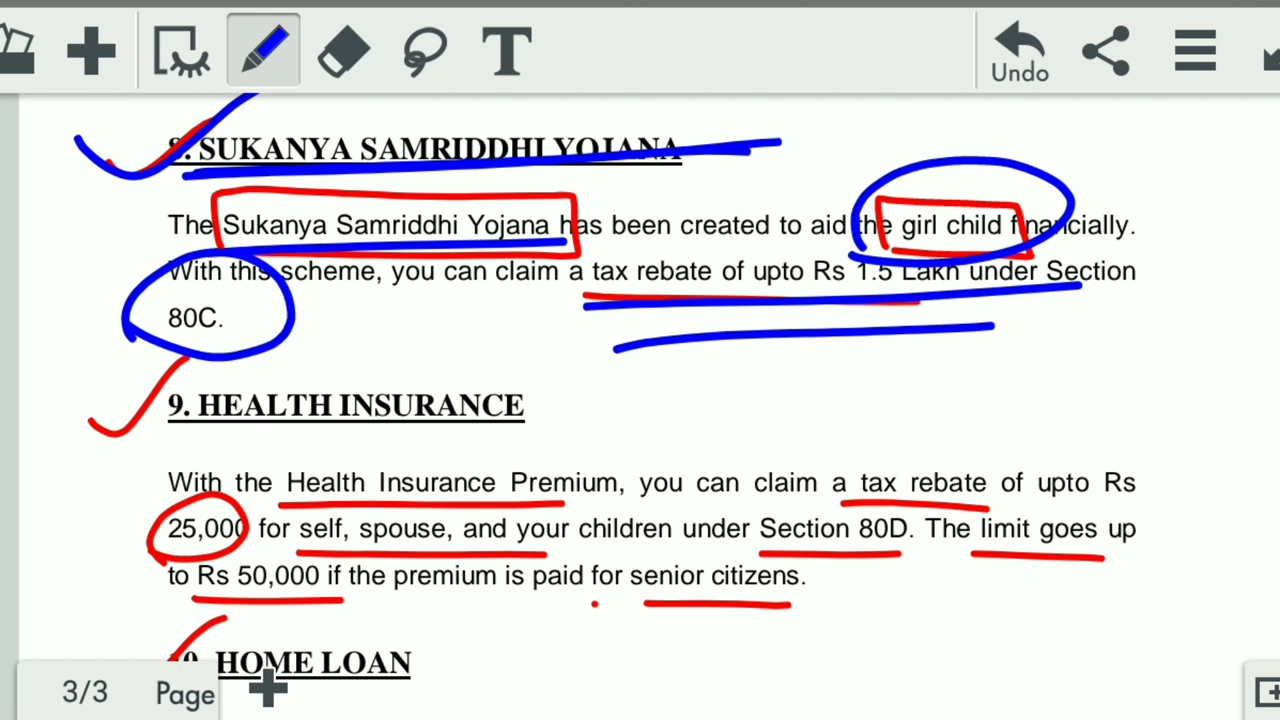 T
Undo
8. SUKANYA SAMRIDDHI YOJANA
The Sukanya Samriddhi Yojana has been created to aid the girl child financially.
With this scheme, you can claim a tax rebate of upto Rs 1.5 Lakh under Section
80C.
9. HEALTH INSURANCE
With the Health Insurance Premium, you can claim a tax rebate of upto Rs
25,000 for self, spouse, and your children under Section 80D. The limit goes up
to Rs 50,000 if the premium is paid for senior citizens.
10. HOME LOAN
3/3 Page